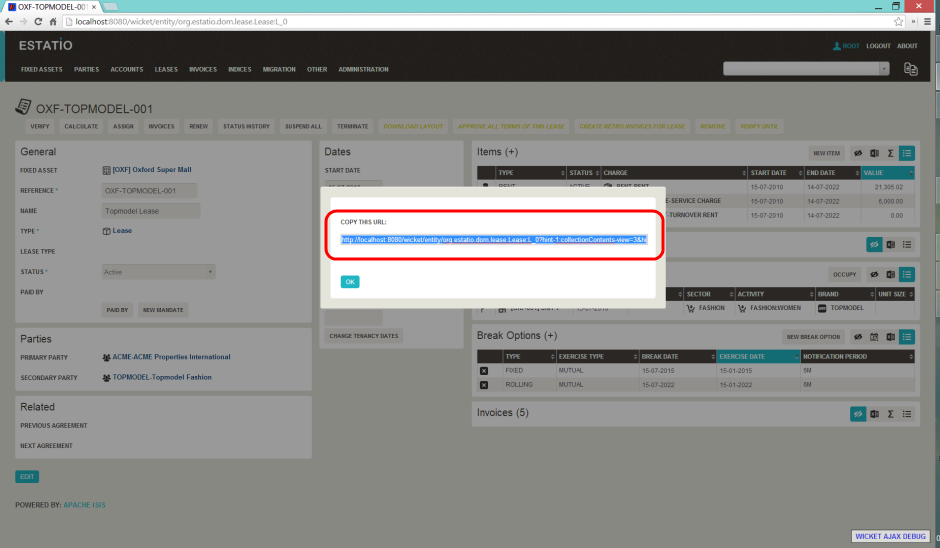 OXF-TOPMODEL-001
localhost:8080/wicket/entity/org.estatio.dom.lease.Lease:L_0
ESTATIO
ROOT LOGOUT ABOUT
FIXED ASSETS PARTIES ACCOUNTS LEASES INVOICES INDICES MIGRATION OTHER ADMINISTRATION
OXF-TOPMODEL-001
VERIFY CALCULATE ASSIGN INVOICES RENEW STATUS HISTORY SUSPEND ALL TERMINATE DOWNLOAD LAYOUT APPROVE ALL TERMS OF THIS LEASE CREATE RETRO INVOICES FOR LEASE REMOVE VERIFY UNTIL
General
FIXED ASSET [OXF] Oxford Super Mall
REFERENCE * OXF-TOPMODEL-001
NAME Topmodel Lease
TYPE * Lease
LEASE TYPE
STATUS * Active
PAID BY
PAID BY NEW MANDATE
Parties
PRIMARY PARTY ACME-ACME Properties International
SECONDARY PARTY TOPMODEL-Topmodel Fashion
Related
PREVIOUS AGREEMENT
NEXT AGREEMENT
EDIT
POWERED BY: APACHE ISIS
Dates
START DATE
COPY THIS URL:
http://localhost:8080/wicket/entity/org.estatio.dom.lease.Lease:L_0?hint-1:collectionContents-view=3&h
OK
CHANGE TENANCY DATES
Items (+)
NEW ITEM
TYPE STATUS CHARGE START DATE END DATE VALUE
RENT ACTIVE RENT RENT 15-07-2010 14-07-2022 21,305.02
E-SERVICE CHARGE 15-07-2010 14-07-2022 6,000.00
-TURNOVER RENT 15-07-2010 14-07-2022 0.00
OCCUPY
SECTOR ACTIVITY BRAND UNIT SIZE
FASHION FASHION:WOMEN TOPMODEL
Break Options (+)
NEW BREAK OPTION
TYPE EXERCISE TYPE BREAK DATE EXERCISE DATE NOTIFICATION PERIOD
FIXED MUTUAL 15-07-2015 15-01-2015 6M
ROLLING MUTUAL 15-07-2022 15-01-2022 6M
Invoices (5)
WICKET AJAX DEBUG